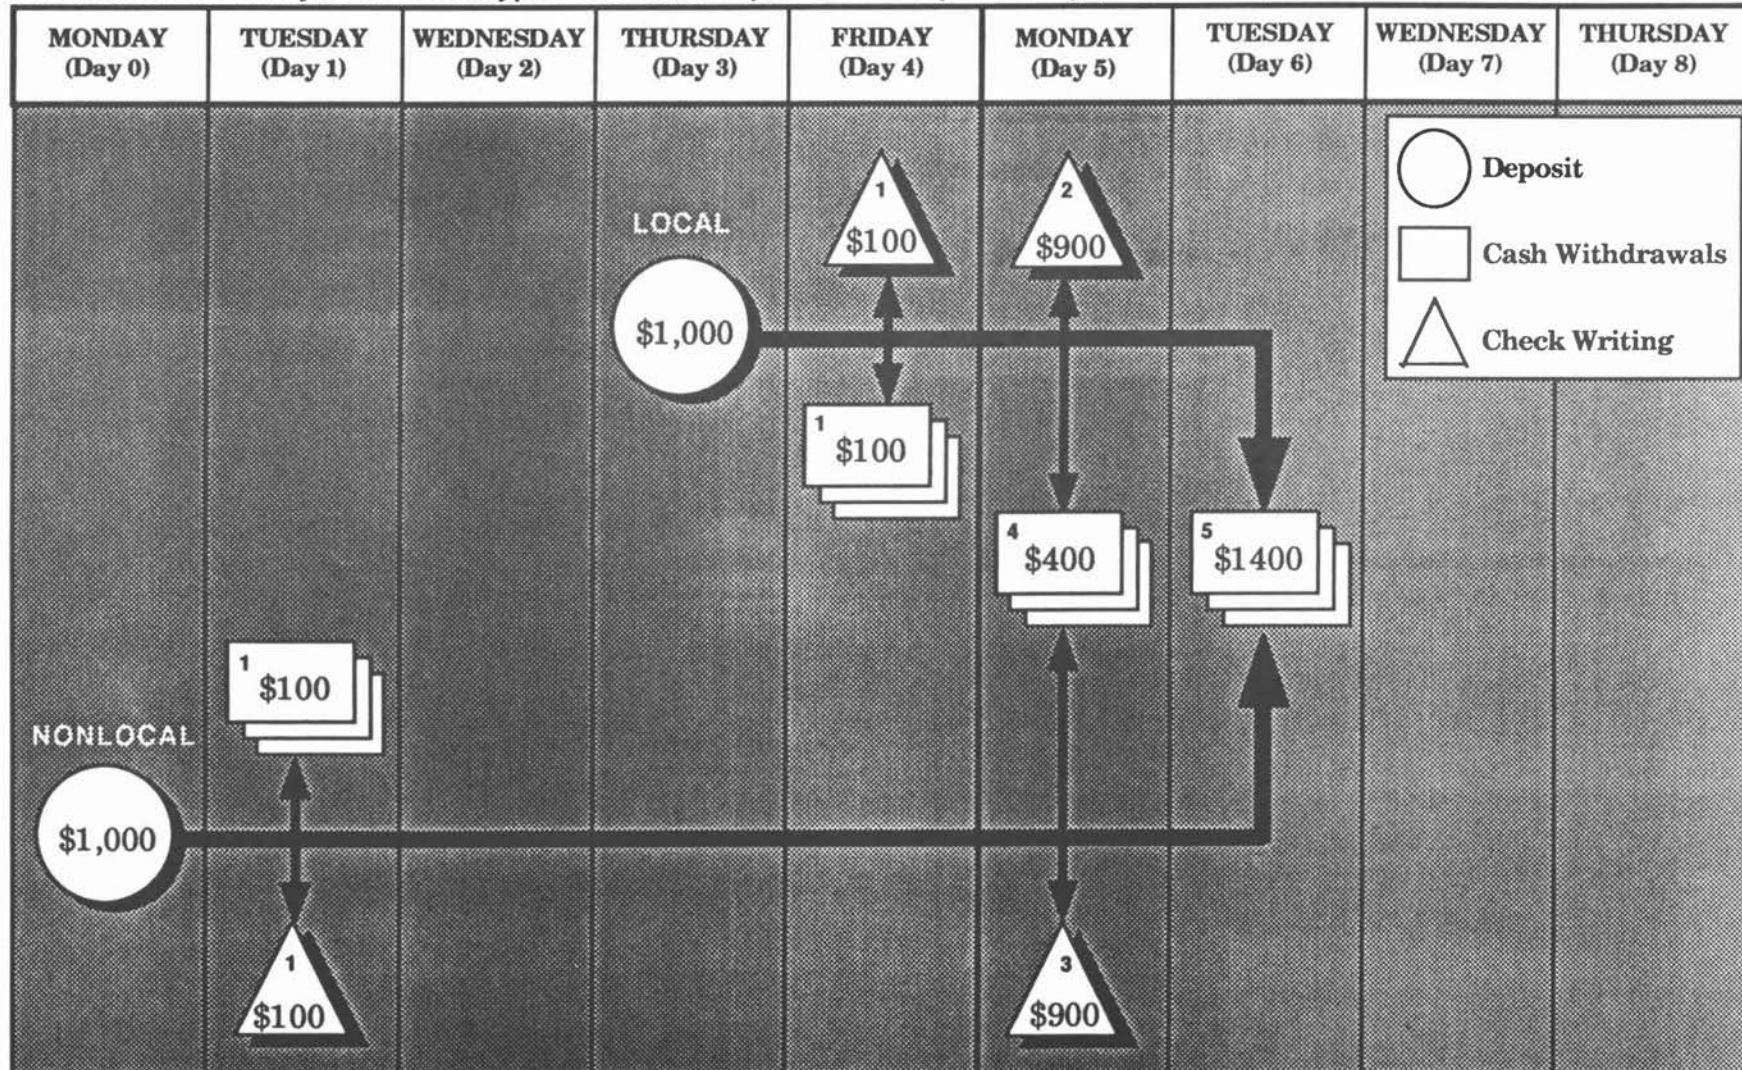 MONDAY
(Day 0)
TUESDAY
(Day 1)
WEDNESDAY
(Day 2)
THURSDAY
(Day 3)
FRIDAY
(Day 4)
MONDAY
(Day 5)
TUESDAY
(Day 6)
WEDNESDAY
(Day 7)
THURSDAY
(Day 8)
Deposit
Cash Withdrawals
Check Writing
LOCAL
$1,000
1
$100
2
$900
1
$100
4
$400
5
$1400
1
$100
NONLOCAL
$1,000
1
$100
3
$900